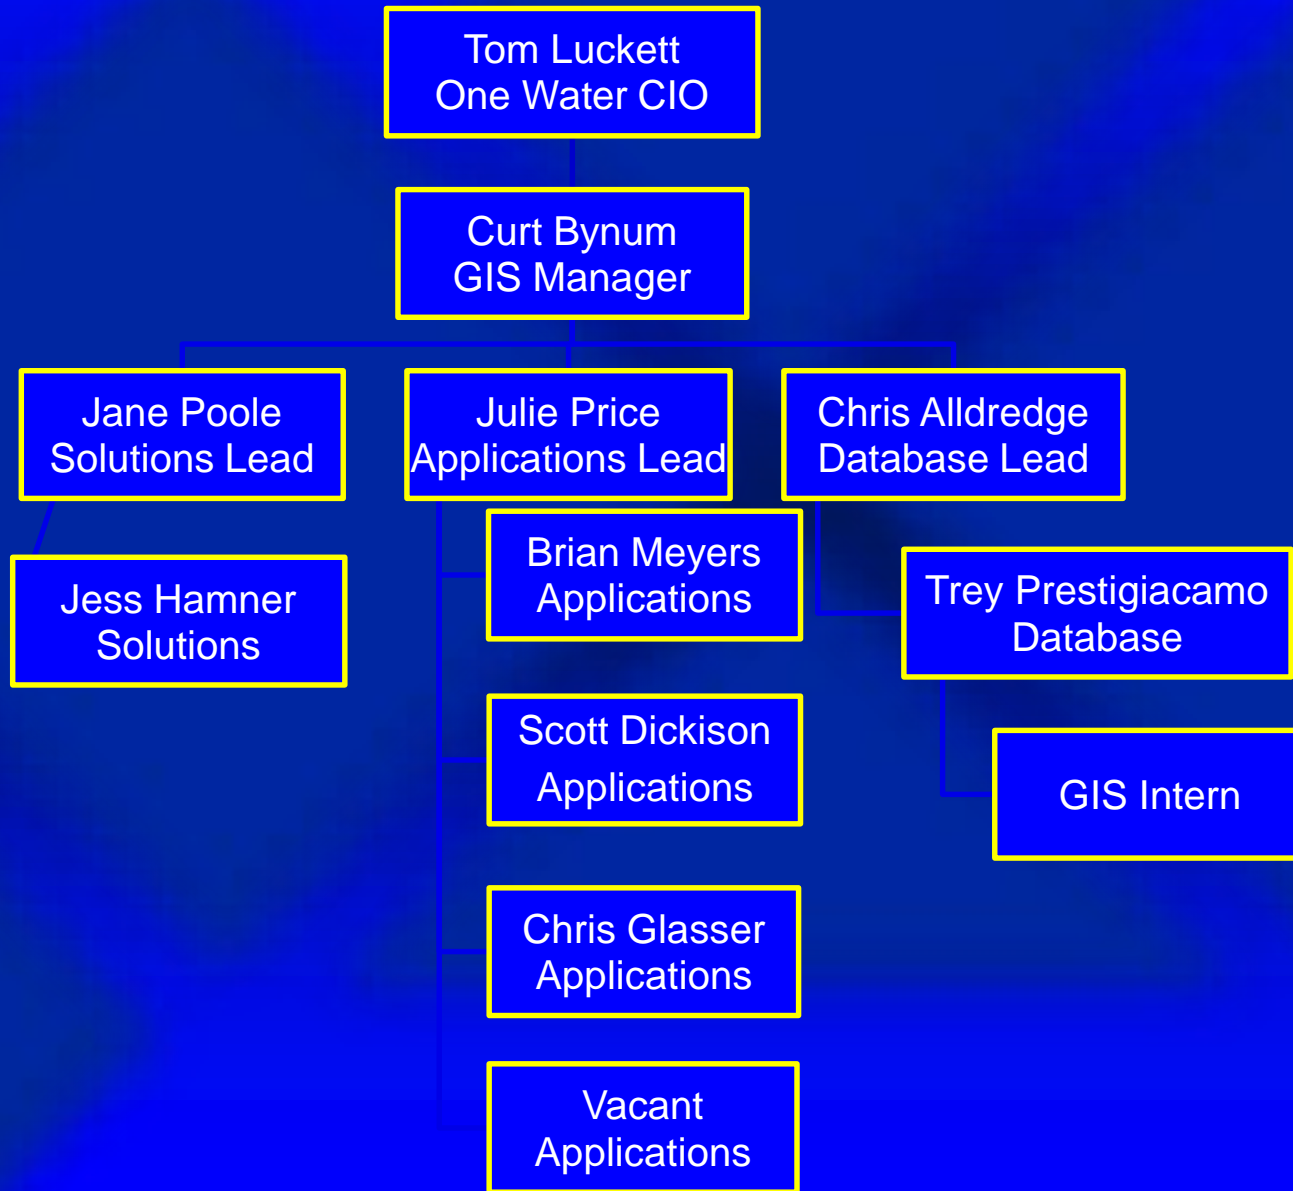 Tom Luckett
One Water CIO
Curt Bynum
GIS Manager
Jane Poole
Solutions Lead
Julie Price
Applications Lead
Chris Alldredge
Database Lead
Jess Hamner
Solutions
Brian Meyers
Applications
Trey Prestigiacamo
Database
Scott Dickison
Applications
GIS Intern
Chris Glasser
Applications
Vacant
Applications